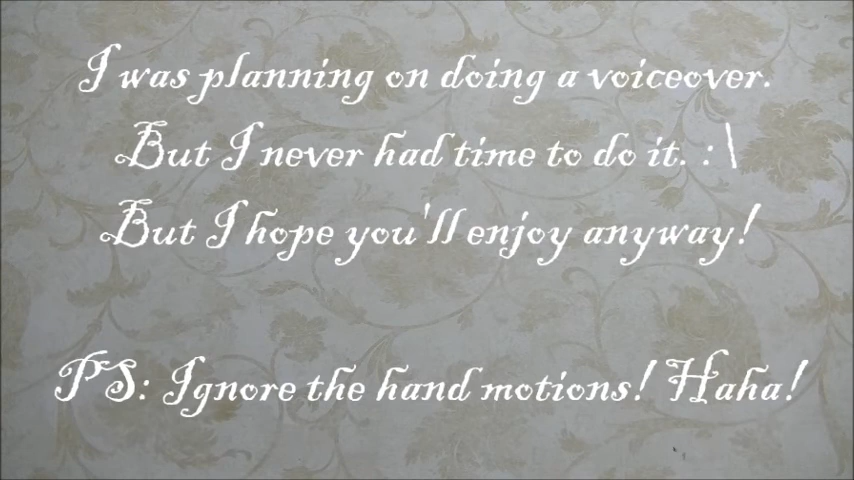 I was planning on doing a voiceover.
But I never had time to do it. :\
But I hope you'll enjoy anyway!
PS: Ignore the hand motions! Haha!